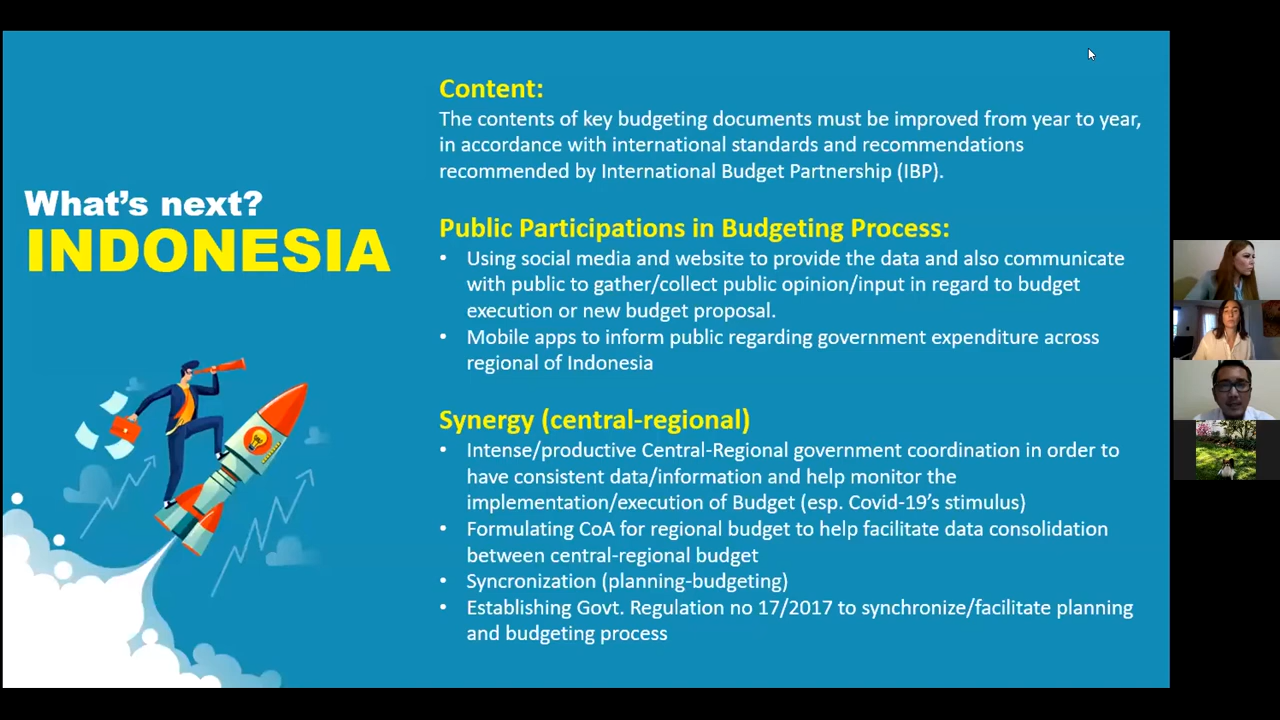 What's next?
INDONESIA
Content:
The contents of key budgeting documents must be improved from year to year,
in accordance with international standards and recommendations
recommended by International Budget Partnership (IBP).
Public Participations in Budgeting Process:
• Using social media and website to provide the data and also communicate
with public to gather/collect public opinion/input in regard to budget
execution or new budget proposal.
• Mobile apps to inform public regarding government expenditure across
regional of Indonesia
Synergy (central-regional)
• Intense/productive Central-Regional government coordination in order to
have consistent data/information and help monitor the
implementation/execution of Budget (esp. Covid-19's stimulus)
• Formulating CoA for regional budget to help facilitate data consolidation
between central-regional budget
• Syncronization (planning-budgeting)
• Establishing Govt. Regulation no 17/2017 to synchronize/facilitate planning
and budgeting process